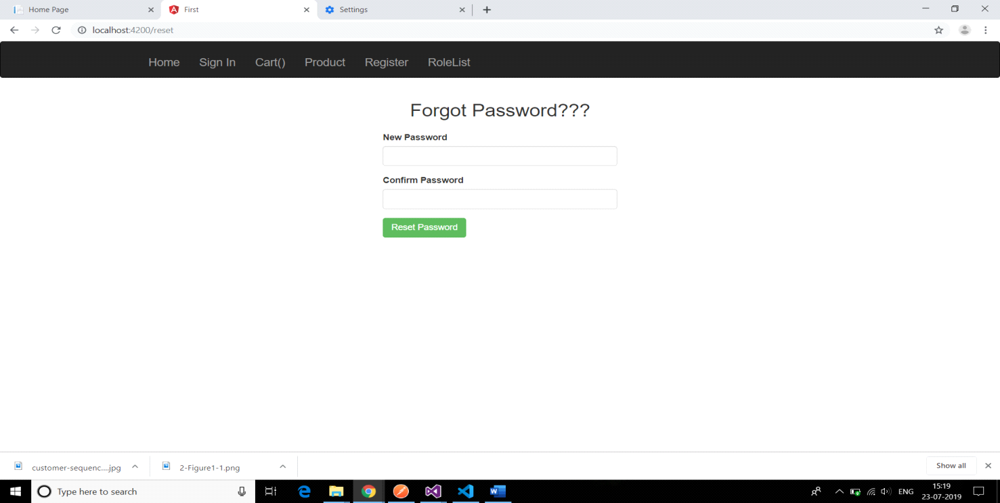 Home Page First Settings
localhost:4200/reset
Home Sign In Cart() Product Register RoleList
Forgot Password???
New Password
Confirm Password
Reset Password
customer-sequenc....jpg 2-Figure1-1.png Show all
Type here to search ENG 15:19
23-07-2019